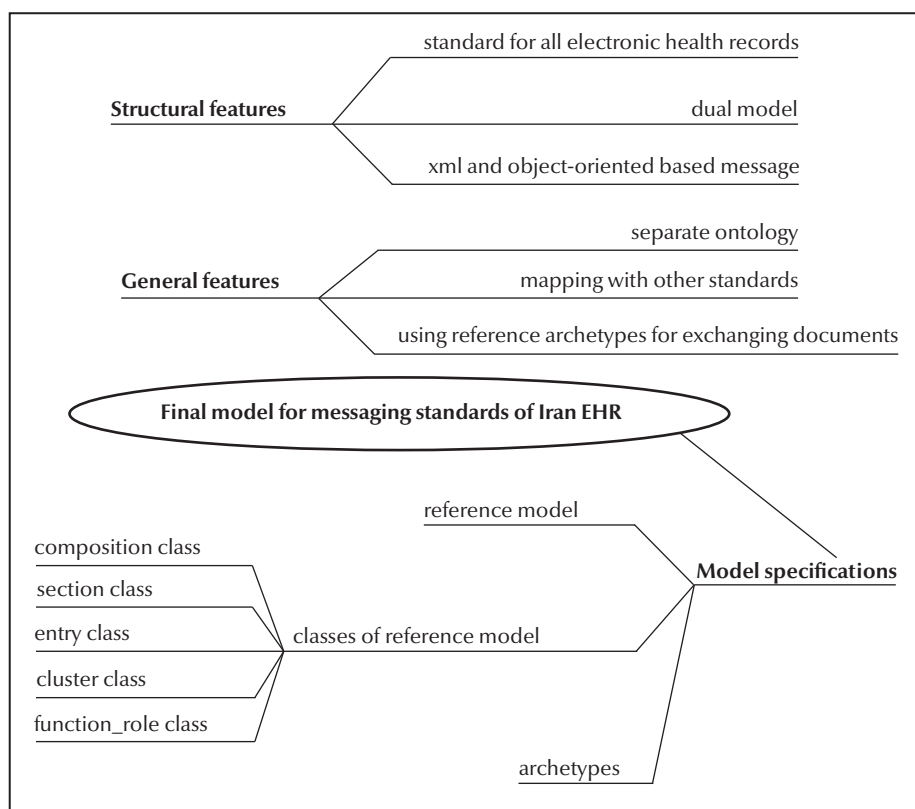 standard for all electronic health records
Structural features
dual model
xml and object-oriented based message
separate ontology
General features
mapping with other standards
using reference archetypes for exchanging documents
Final model for messaging standards of Iran EHR
reference model
composition class
Model specifications
section class
entry class
classes of reference model
cluster class
function_role class
archetypes